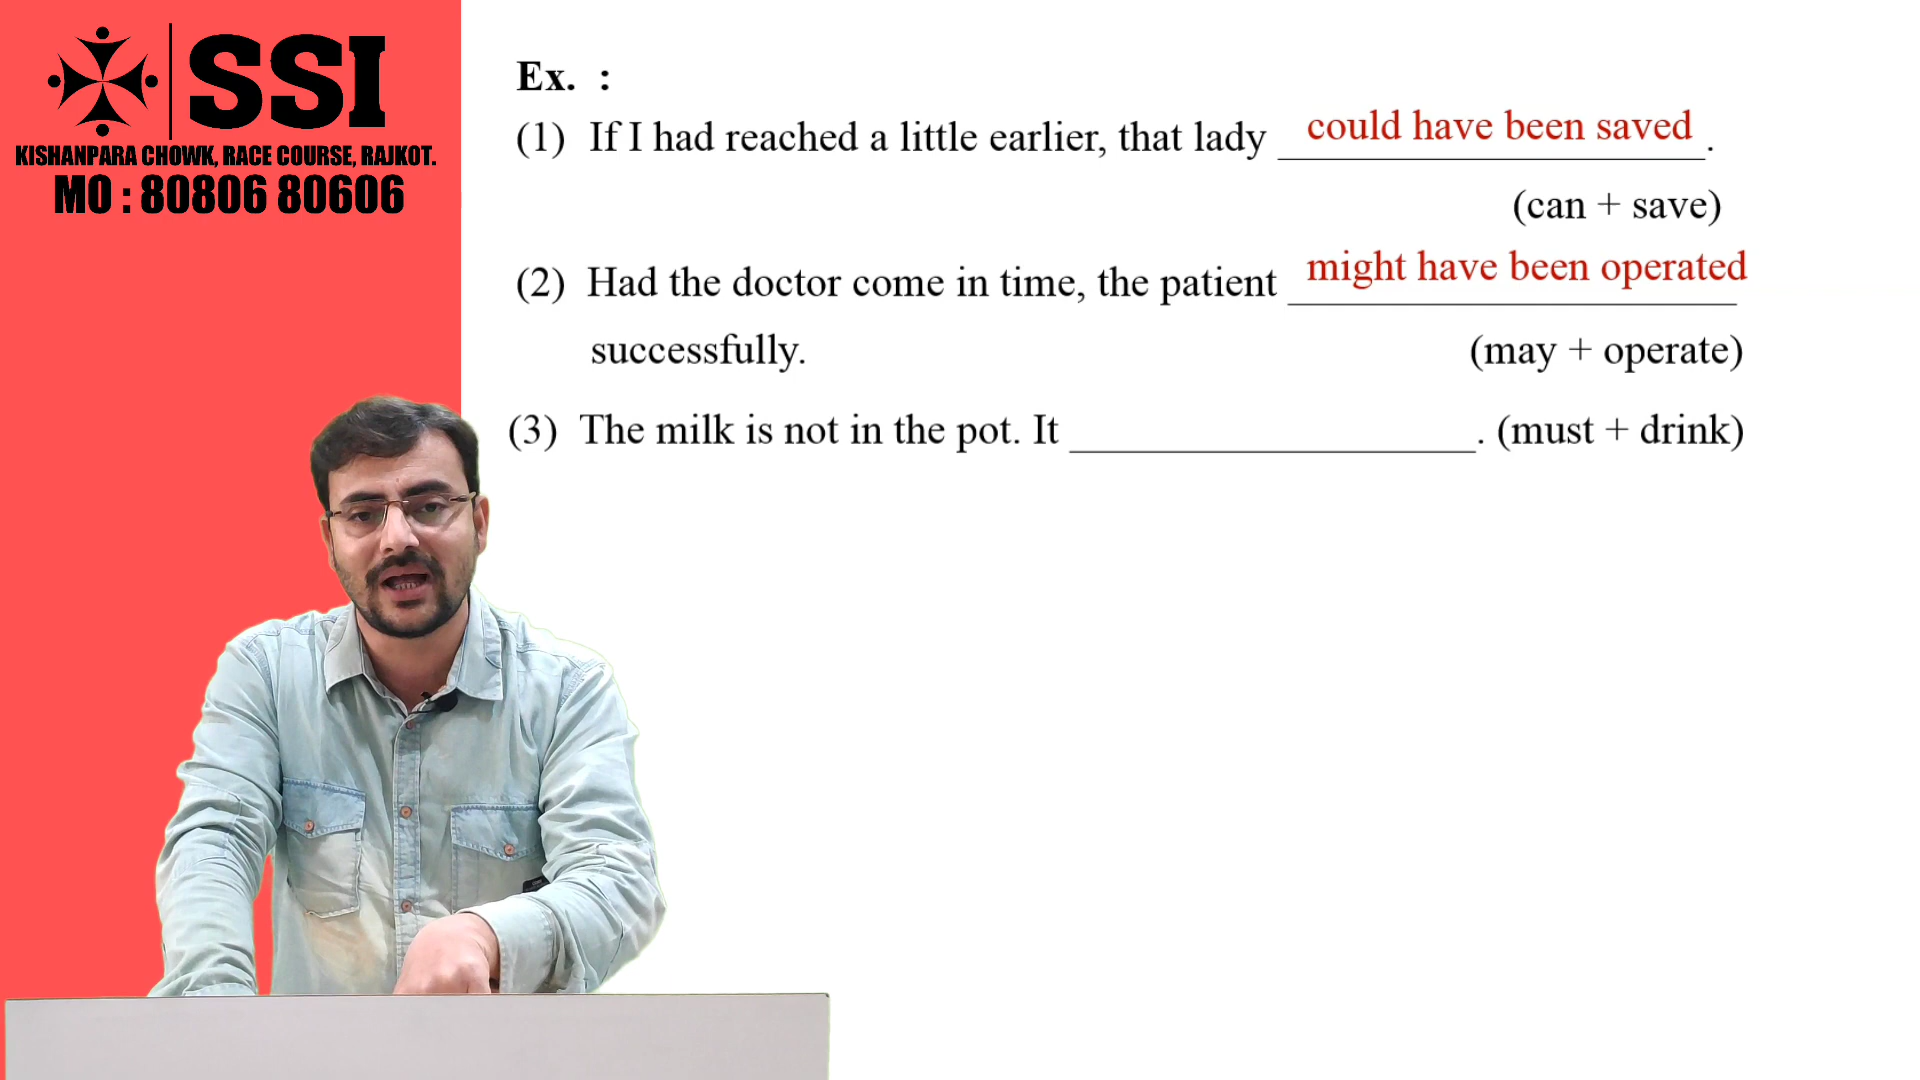 SSI
KISHANPARA CHOWK, RACE COURSE, RAJKOT.
MO : 80806 80606
Ex. :
(1) If I had reached a little earlier, that lady could have been saved.
(can + save)
(2) Had the doctor come in time, the patient might have been operated
successfully. (may + operate)
(3) The milk is not in the pot. It ____________________. (must + drink)